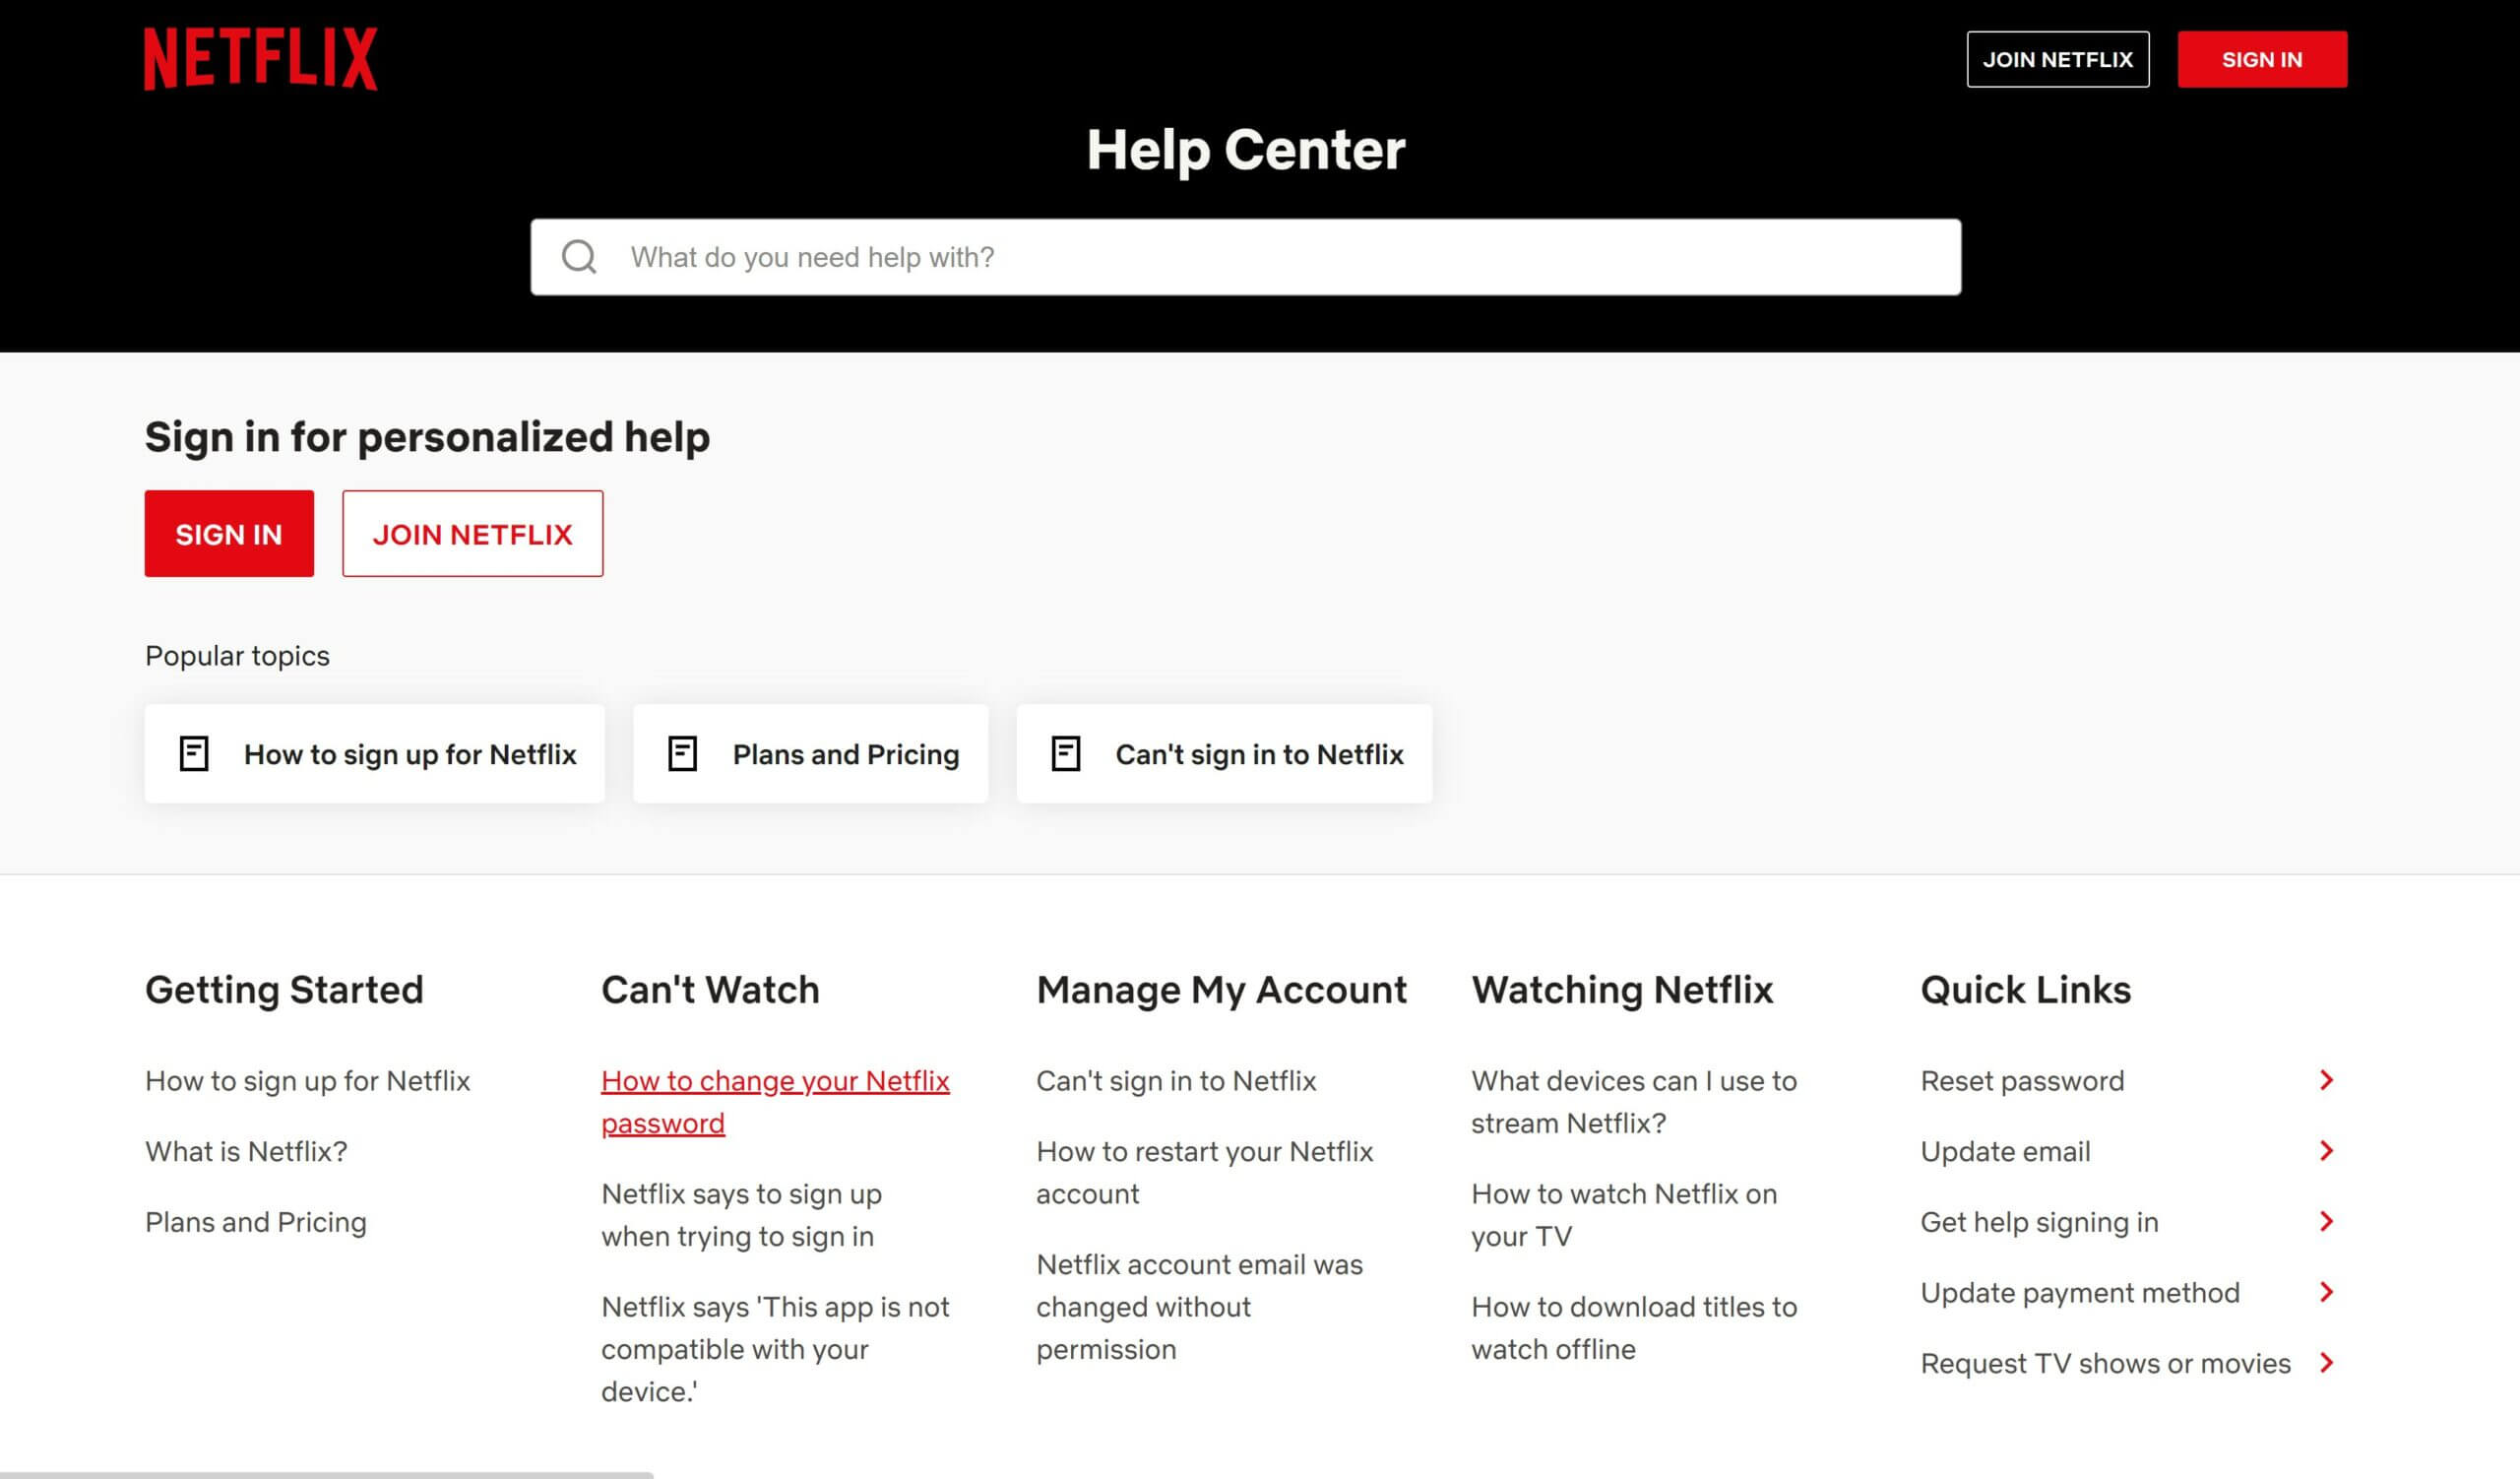 NETFLIX
JOIN NETFLIX
SIGN IN
Help Center
What do you need help with?
Sign in for personalized help
SIGN IN
JOIN NETFLIX
Popular topics
How to sign up for Netflix
Plans and Pricing
Can't sign in to Netflix
Getting Started
How to sign up for Netflix
What is Netflix?
Plans and Pricing
Can't Watch
How to change your Netflix
password
Netflix says to sign up
when trying to sign in
Netflix says 'This app is not
compatible with your
device.'
Manage My Account
Can't sign in to Netflix
How to restart your Netflix
account
Netflix account email was
changed without
permission
Watching Netflix
What devices can I use to
stream Netflix?
How to watch Netflix on
your TV
How to download titles to
watch offline
Quick Links
Reset password
Update email
Get help signing in
Update payment method
Request TV shows or movies